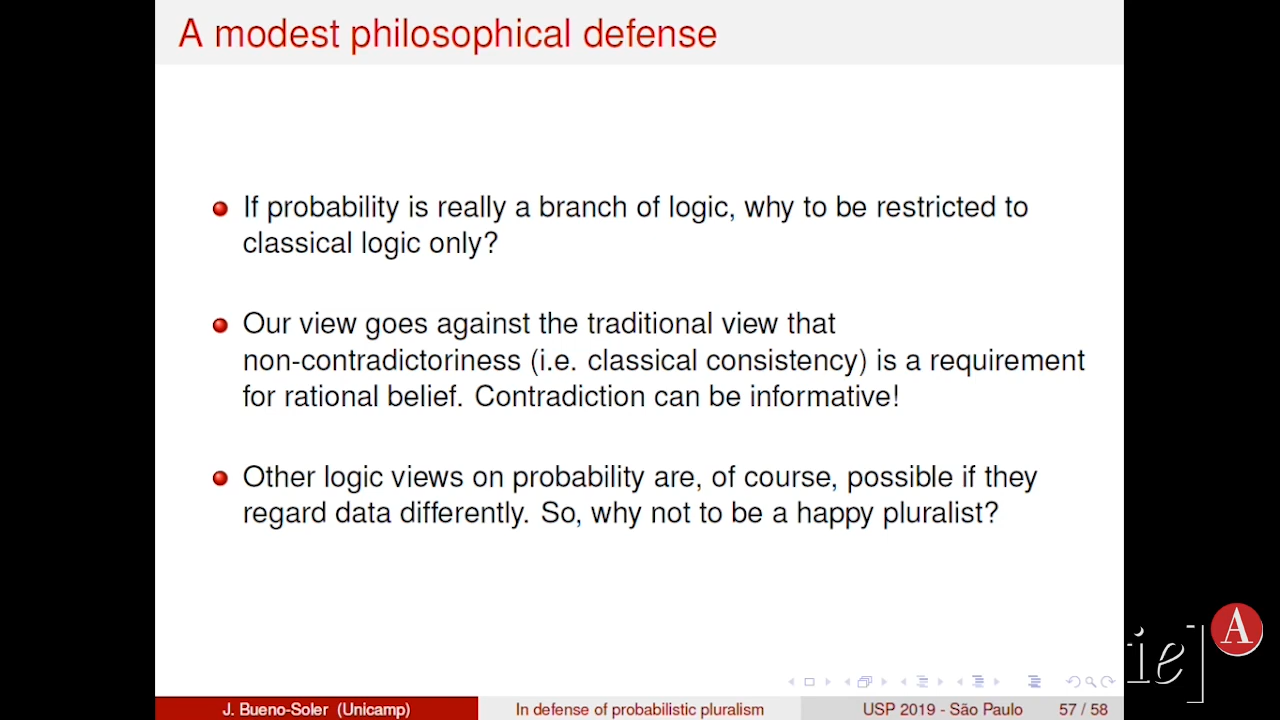 A modest philosophical defense
If probability is really a branch of logic, why to be restricted to
classical logic only?
Our view goes against the traditional view that
non-contradictoriness (i.e. classical consistency) is a requirement
for rational belief. Contradiction can be informative!
Other logic views on probability are, of course, possible if they
regard data differently. So, why not to be a happy pluralist?
J. Bueno-Soler (Unicamp) In defense of probabilistic pluralism USP 2019 - São Paulo 57 / 58
ie]
A